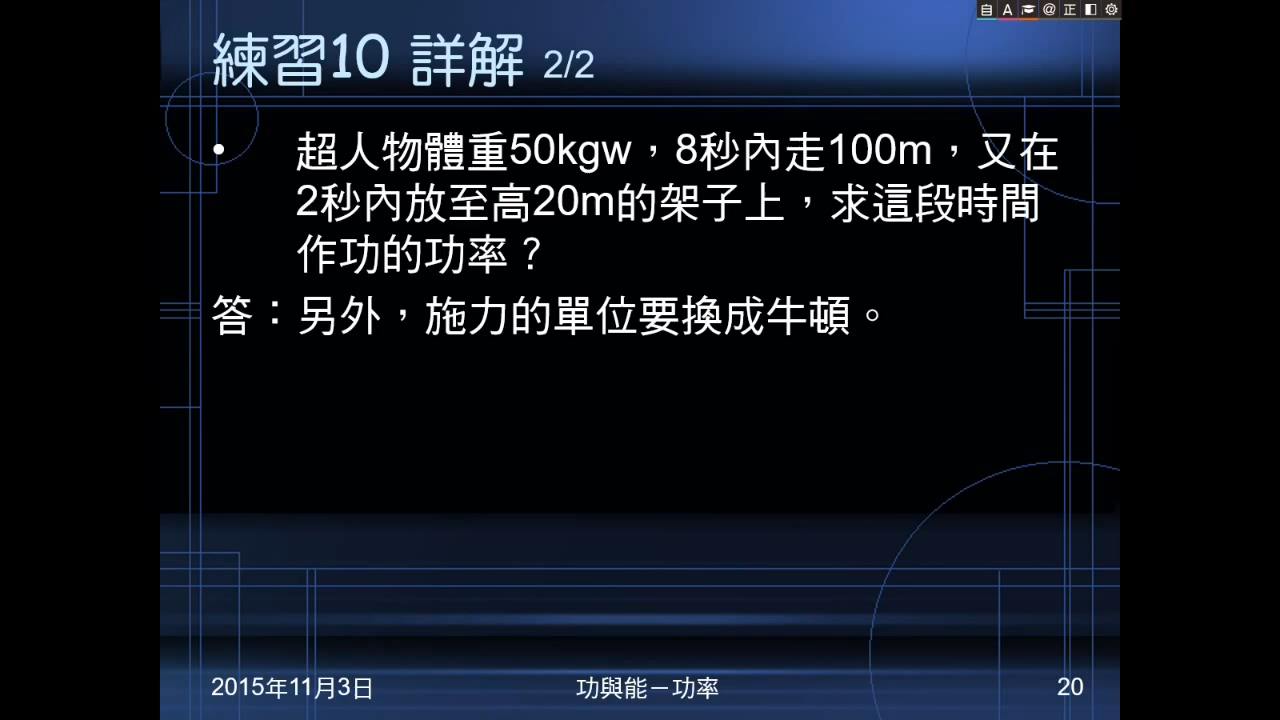 自 A @ 正
練習10 詳解 2/2
• 超人物體重50kgw，8秒內走100m，又在
2秒內放至高20m的架子上，求這段時間
作功的功率？
答：另外，施力的單位要換成牛頓。
2015年11月3日 功與能－功率 20